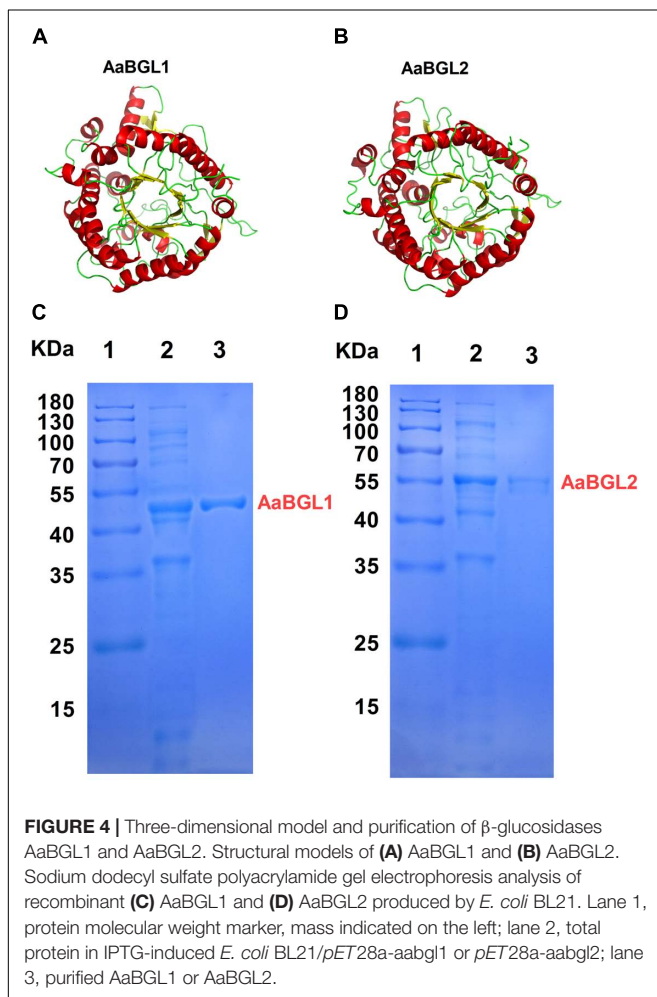 A
B
AaBGL1
AaBGL2
C
D
KDa 1 2 3
180
130
100
70
55
40
35
25
15
AaBGL1
KDa 1 2 3
180
130
100
70
55
40
35
25
15
AaBGL2
FIGURE 4 | Three-dimensional model and purification of β-glucosidases
AaBGL1 and AaBGL2. Structural models of (A) AaBGL1 and (B) AaBGL2.
Sodium dodecyl sulfate polyacrylamide gel electrophoresis analysis of
recombinant (C) AaBGL1 and (D) AaBGL2 produced by E. coli BL21. Lane 1,
protein molecular weight marker, mass indicated on the left; lane 2, total
protein in IPTG-induced E. coli BL21/pET28a-aabgl1 or pET28a-aabgl2; lane
3, purified AaBGL1 or AaBGL2.